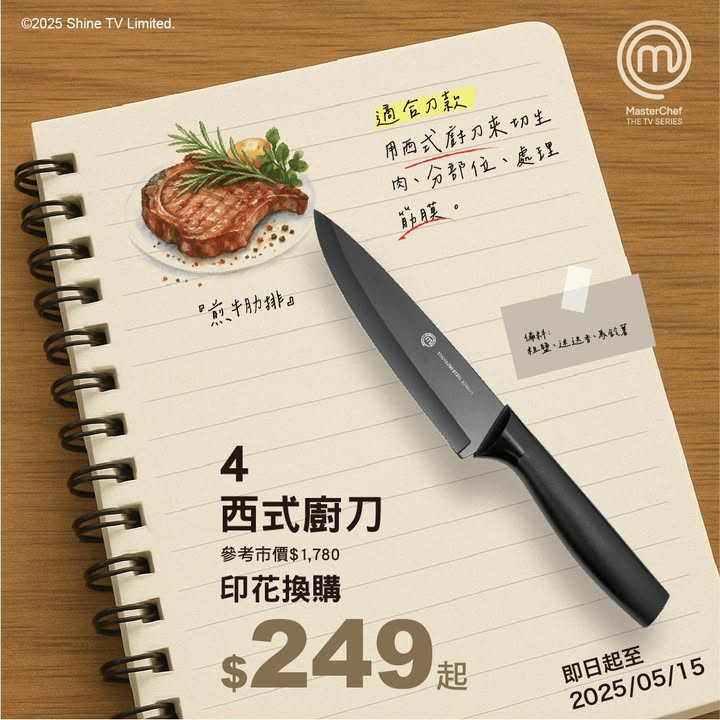 ©2025 Shine TV Limited.
MasterChef
THE TV SERIES
適合刀款
用西式廚刀來切生
肉、分部位、處理
筋膜。
『煎牛肋排』
備料:
粗鹽、迷迭香、馬鈴薯
4
西式廚刀
參考市價$1,780
印花換購
$249起
即日起至
2025/05/15